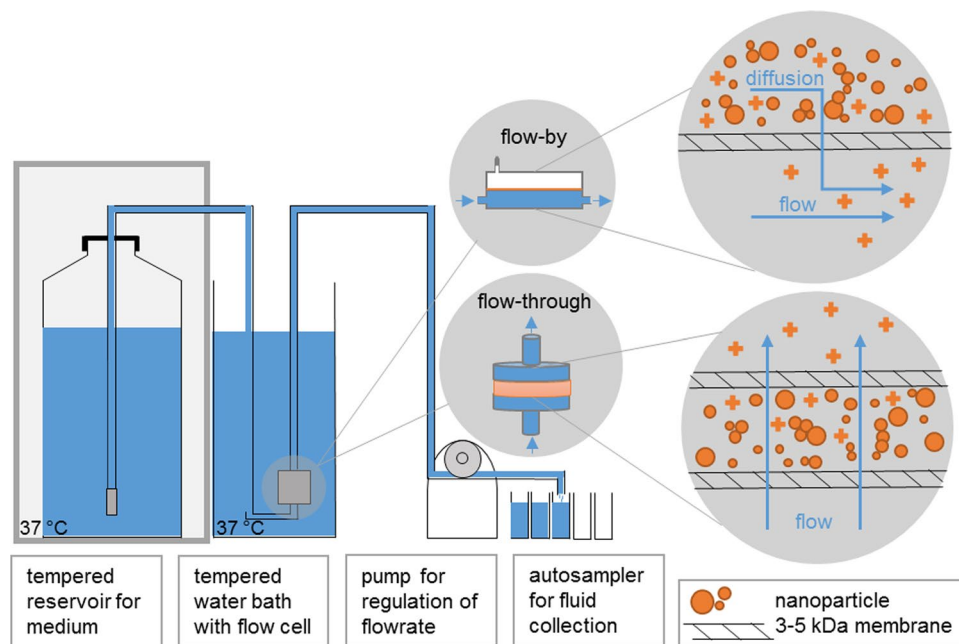 flow-by
diffusion
flow
flow-through
flow
37 °C
37 °C
tempered
reservoir for
medium
tempered
water bath
with flow cell
pump for
regulation of
flowrate
autosampler
for fluid
collection
nanoparticle
3-5 kDa membrane